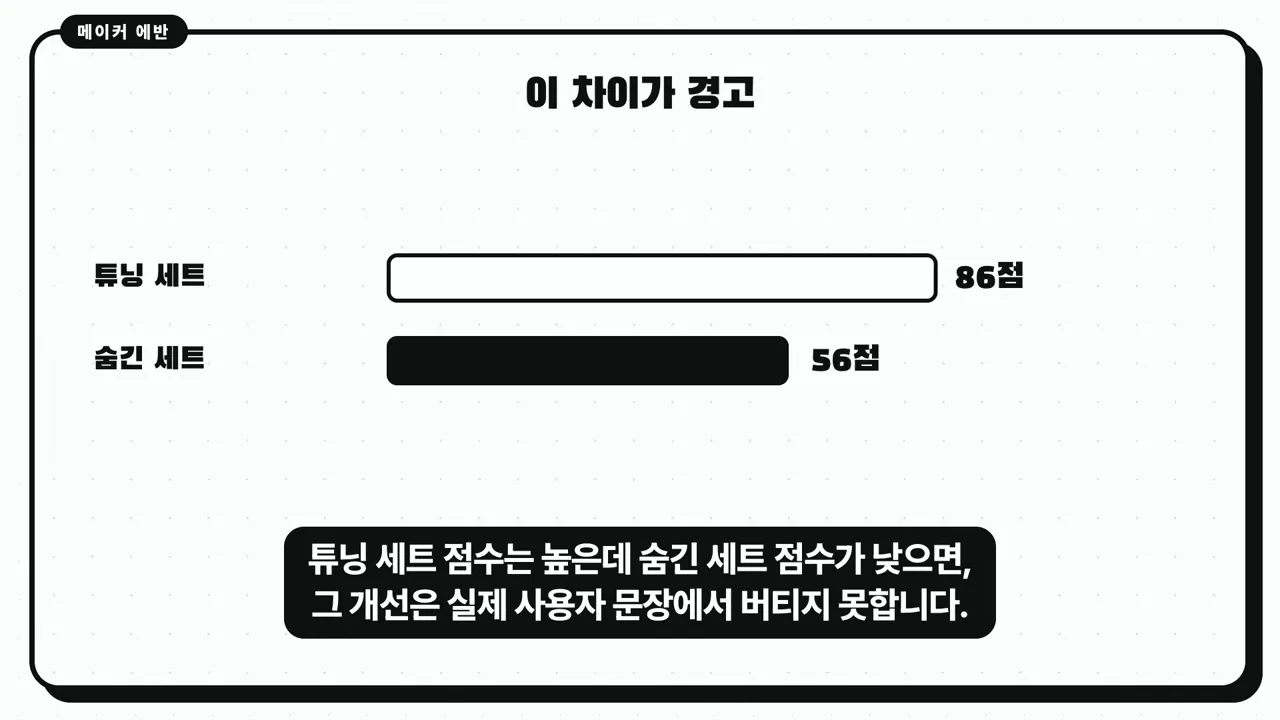 메이커 에반
이 차이가 경고
튜닝 세트
86점
숨긴 세트
56점
튜닝 세트 점수는 높은데 숨긴 세트 점수가 낮으면,
그 개선은 실제 사용자 문장에서 버티지 못합니다.